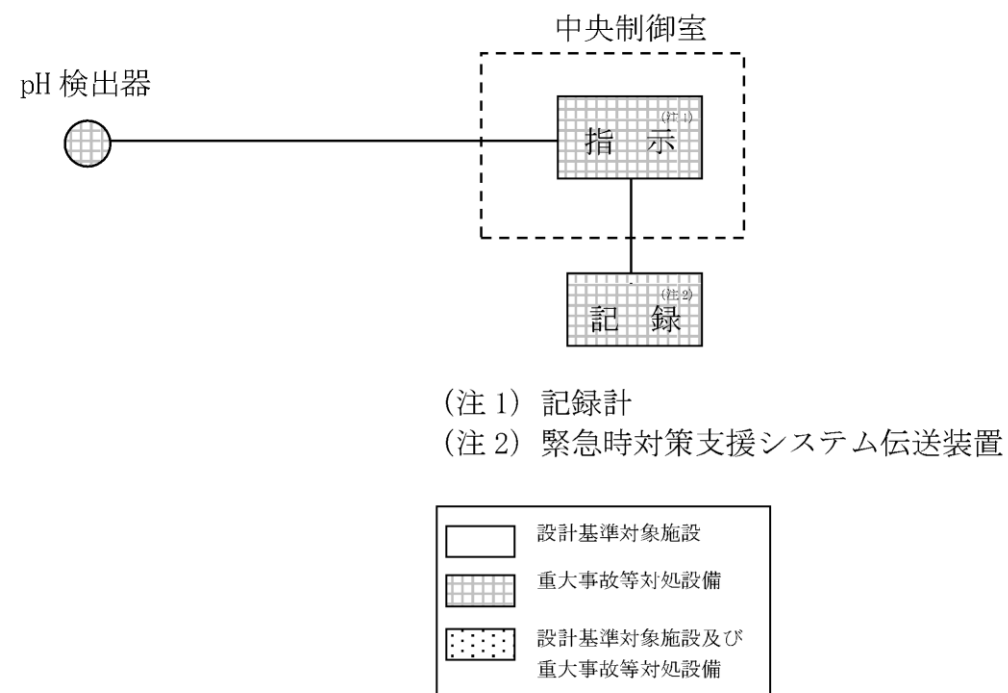 中央制御室
pH 検出器
指 示 (注 1)
記 録 (注 2)
(注 1) 記録計
(注 2) 緊急時対策支援システム伝送装置
設計基準対象施設
重大事故等対処設備
設計基準対象施設及び
重大事故等対処設備